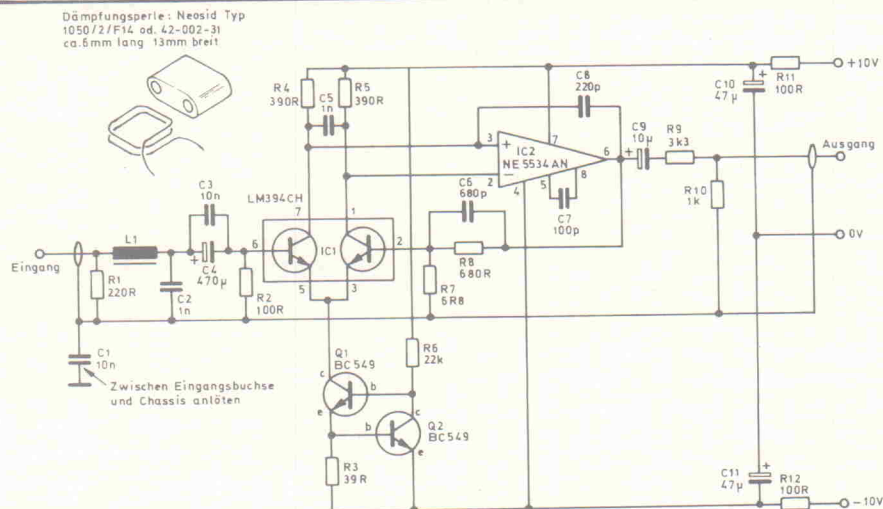 Dämpfungsperle: Neosid Typ
1050/2/F14 od. 42-002-31
ca.6mm lang 13mm breit
R4
390R
C5
1n
R5
390R
C8
220p
C10
47µ
+
R11
100R
+10V
3
+
IC2
NE5534AN
7
6
2
–
4
5
8
C7
100p
+
C9
10µ
R9
3k3
Ausgang
R10
1k
0V
C3
10n
LM394CH
7
1
C6
680p
L1
+
C4
470µ
6
IC1
2
R8
680R
Eingang
R1
220R
C2
1n
R2
100R
5
3
R7
6R8
C1
10n
Zwischen Eingangsbuchse
und Chassis anlöten
Q1
BC549
c
b
e
R6
22k
b
c
Q2
BC549
e
R3
39R
C11
47µ
+
R12
100R
–10V